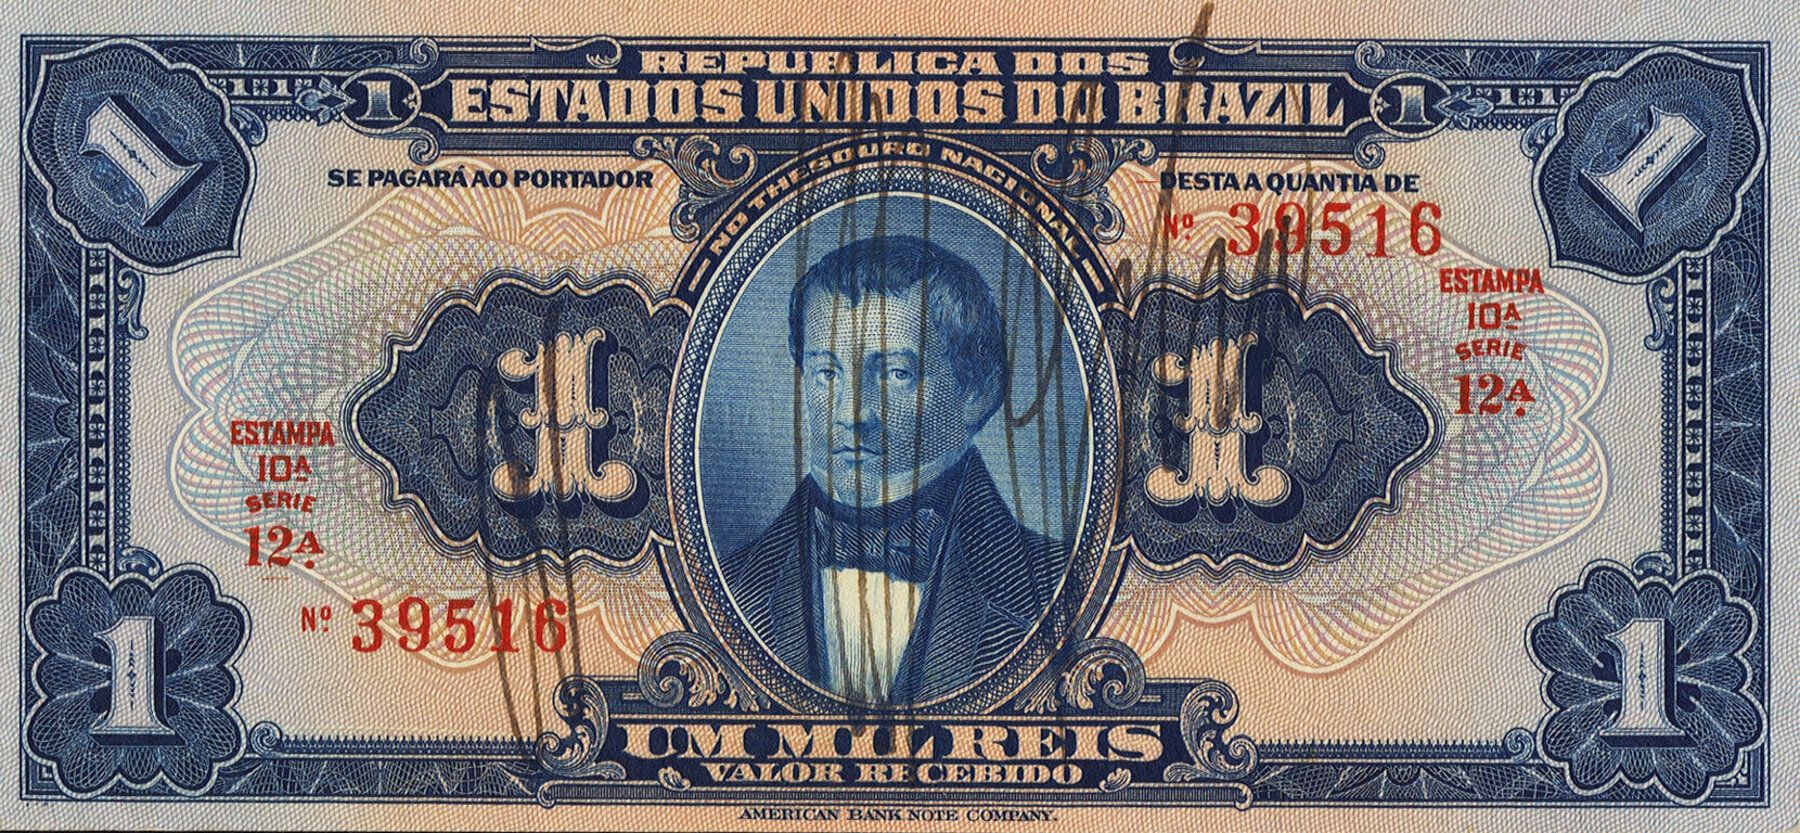 REPUBLICA DOS
1 ESTADOS UNIDOS DO BRAZIL 1
1 1
SE PAGARÁ AO PORTADOR
NO THESOURO NACIONAL
DESTA A QUANTIA DE
Nº 39516
ESTAMPA
10A
SERIE
12A.
1 1
ESTAMPA
10A
SERIE
12A.
Nº 39516
1 1
UM MIL REIS
VALOR RECEBIDO
AMERICAN BANK NOTE COMPANY.